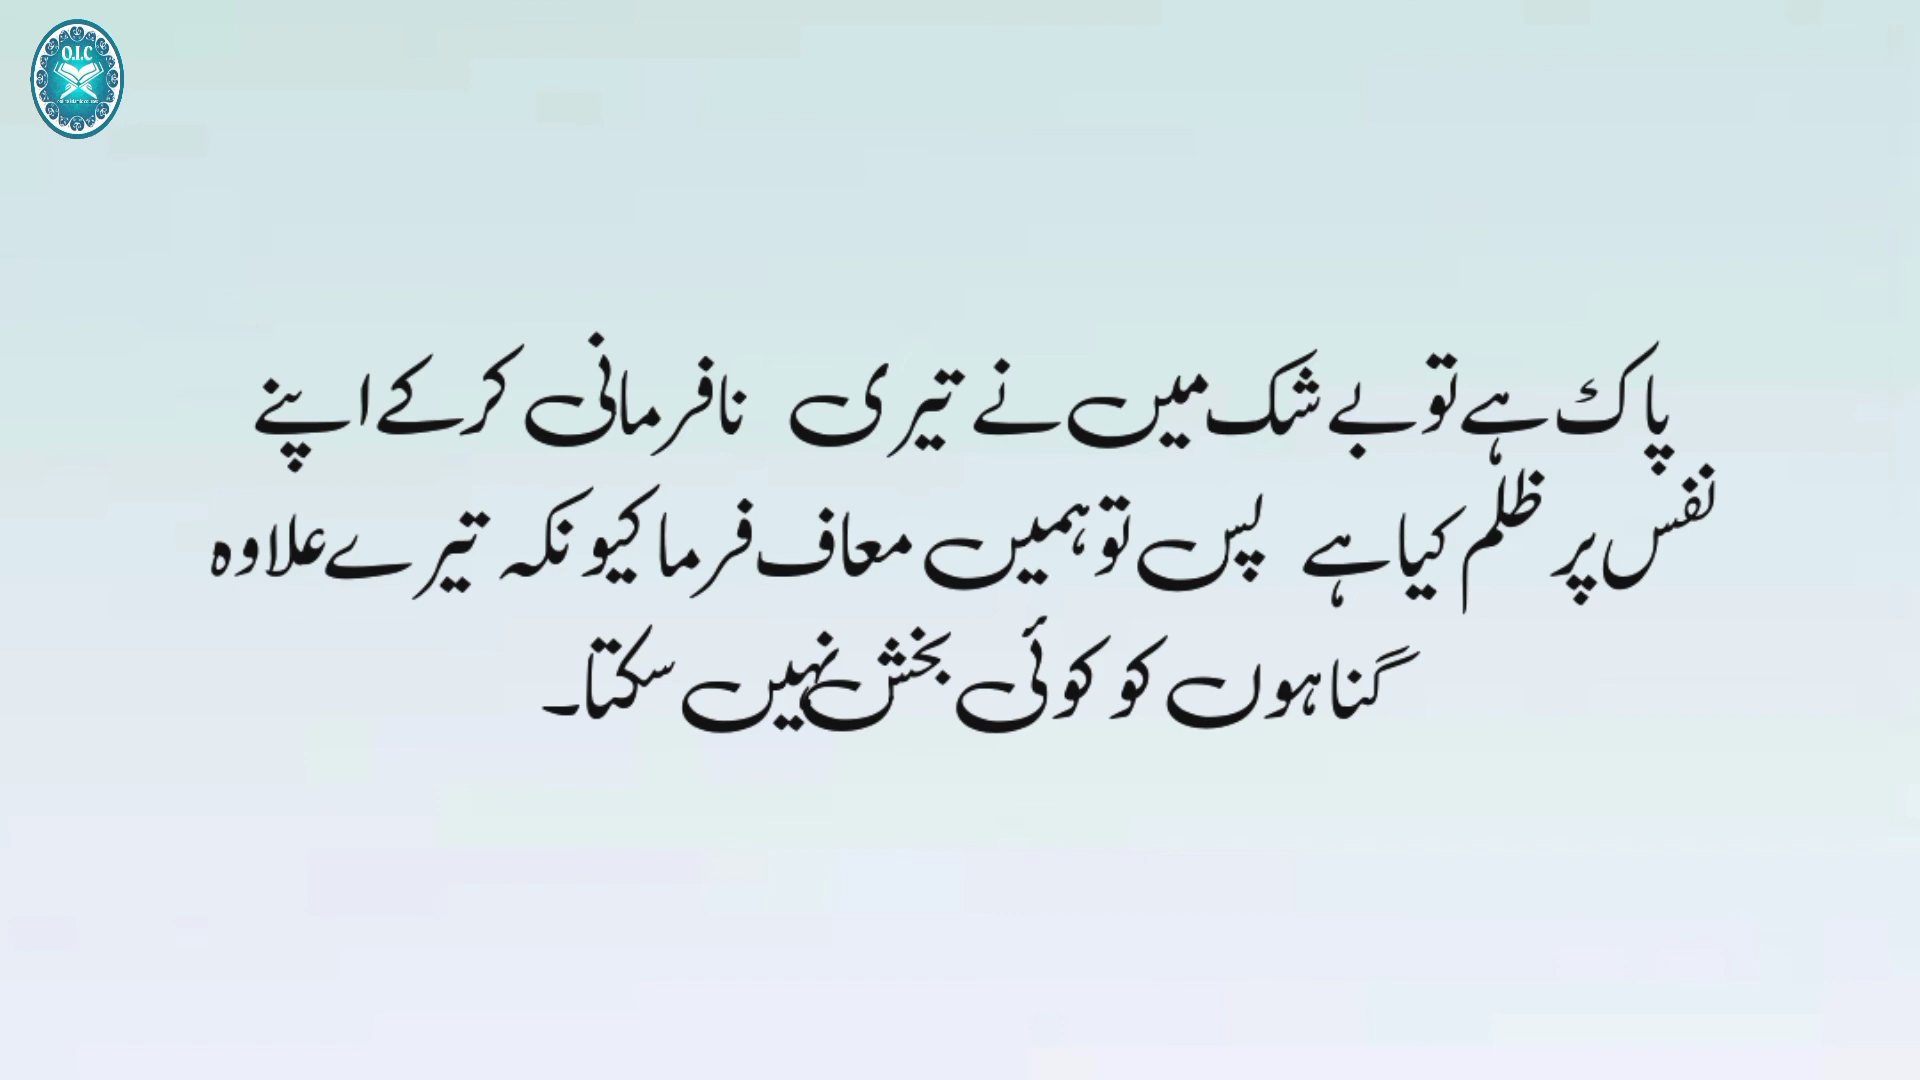 O.I.C
پاک ہے تو بے شک میں نے تیری نافرمانی کرکے اپنے
نفس پر ظلم کیا ہے پس تو ہمیں معاف فرما کیونکہ تیرے علاوہ
گناہوں کو کوئی بخش نہیں سکتا۔